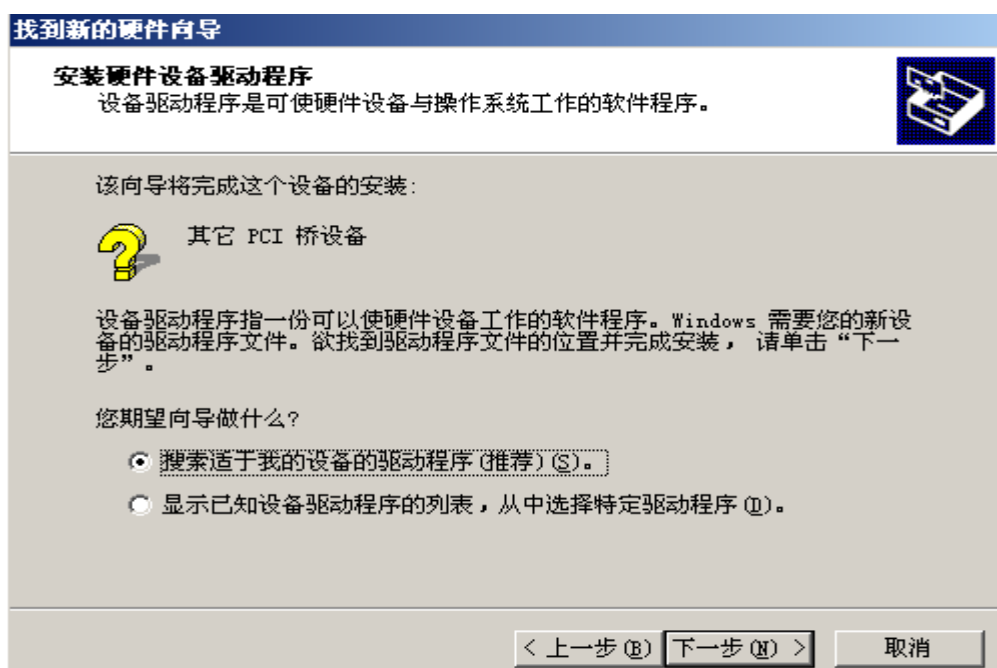 找到新的硬件向导
安装硬件设备驱动程序
设备驱动程序是可使硬件设备与操作系统工作的软件程序。
该向导将完成这个设备的安装:
其它 PCI 桥设备
设备驱动程序指一份可以使硬件设备工作的软件程序。Windows 需要您的新设
备的驱动程序文件。欲找到驱动程序文件的位置并完成安装，请单击“下一
步”。
您期望向导做什么?
搜索适于我的设备的驱动程序(推荐)(S)。
显示已知设备驱动程序的列表，从中选择特定驱动程序(D)。
< 上一步(B) 下一步(N) > 取消